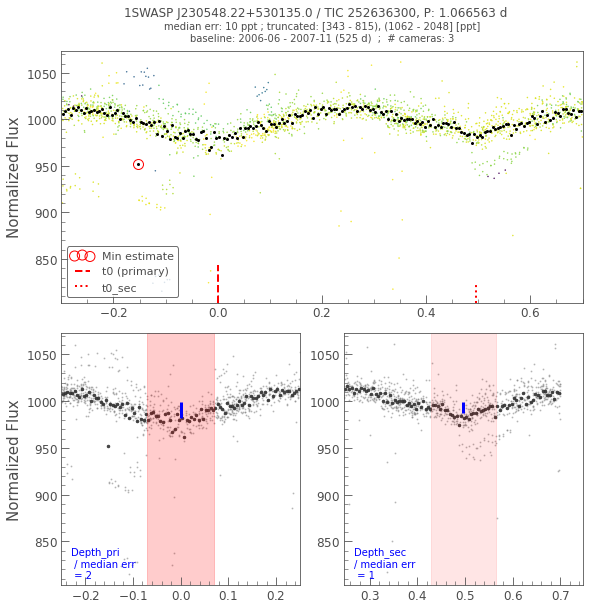 1SWASP J230548.22+530135.0 / TIC 252636300, P: 1.066563 d
median err: 10 ppt ; truncated: [343 - 815), (1062 - 2048] [ppt]
baseline: 2006-06 - 2007-11 (525 d)  ;  # cameras: 3
Normalized Flux
1050
1000
950
900
850
Min estimate
t0 (primary)
t0_sec
−0.2
0.0
0.2
0.4
0.6
Normalized Flux
1050
1000
950
900
850
Depth_pri
/ median err
= 2
−0.2
−0.1
0.0
0.1
0.2
1050
1000
950
900
850
Depth_sec
/ median err
= 1
0.3
0.4
0.5
0.6
0.7